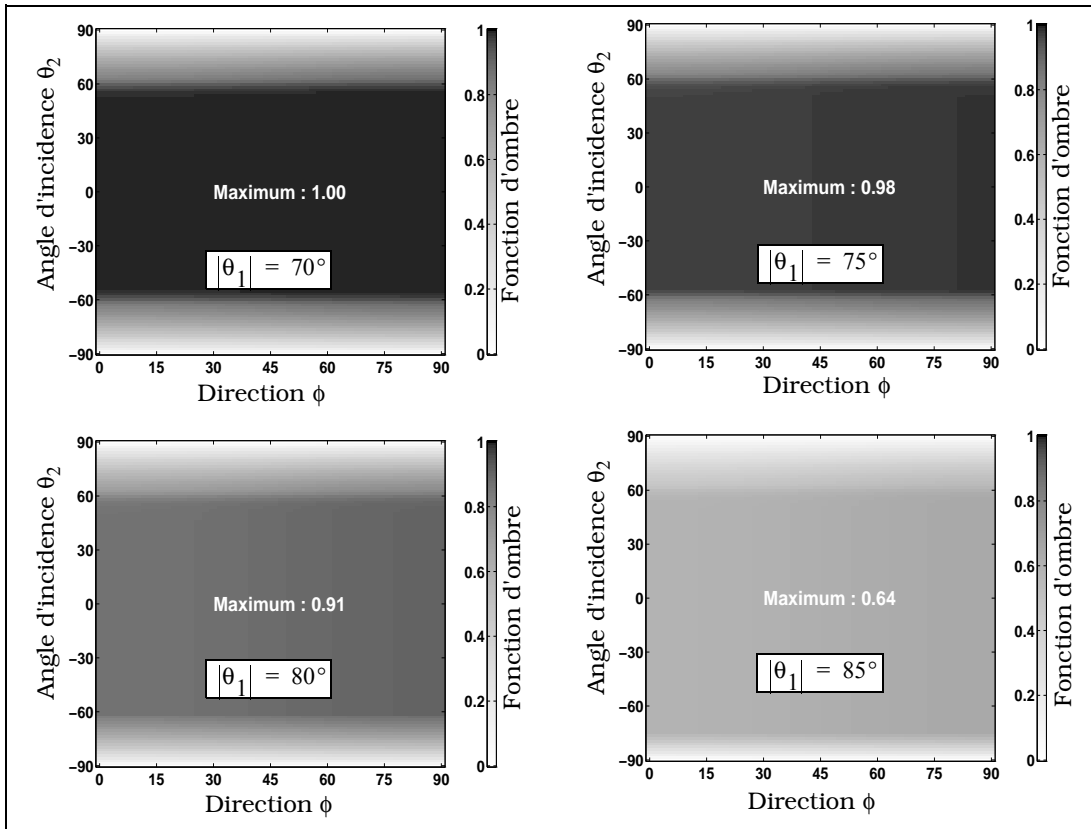 Angle d'incidence θ2
90
60
30
0
−30
−60
−90
Maximum : 1.00
|θ1| = 70°
0 15 30 45 60 75 90
Direction ϕ
1
0.8
0.6
0.4
0.2
0
Fonction d'ombre
Angle d'incidence θ2
90
60
30
0
−30
−60
−90
Maximum : 0.98
|θ1| = 75°
0 15 30 45 60 75 90
Direction ϕ
1
0.8
0.6
0.4
0.2
0
Fonction d'ombre
Angle d'incidence θ2
90
60
30
0
−30
−60
−90
Maximum : 0.91
|θ1| = 80°
0 15 30 45 60 75 90
Direction ϕ
1
0.8
0.6
0.4
0.2
0
Fonction d'ombre
Angle d'incidence θ2
90
60
30
0
−30
−60
−90
Maximum : 0.64
|θ1| = 85°
0 15 30 45 60 75 90
Direction ϕ
1
0.8
0.6
0.4
0.2
0
Fonction d'ombre